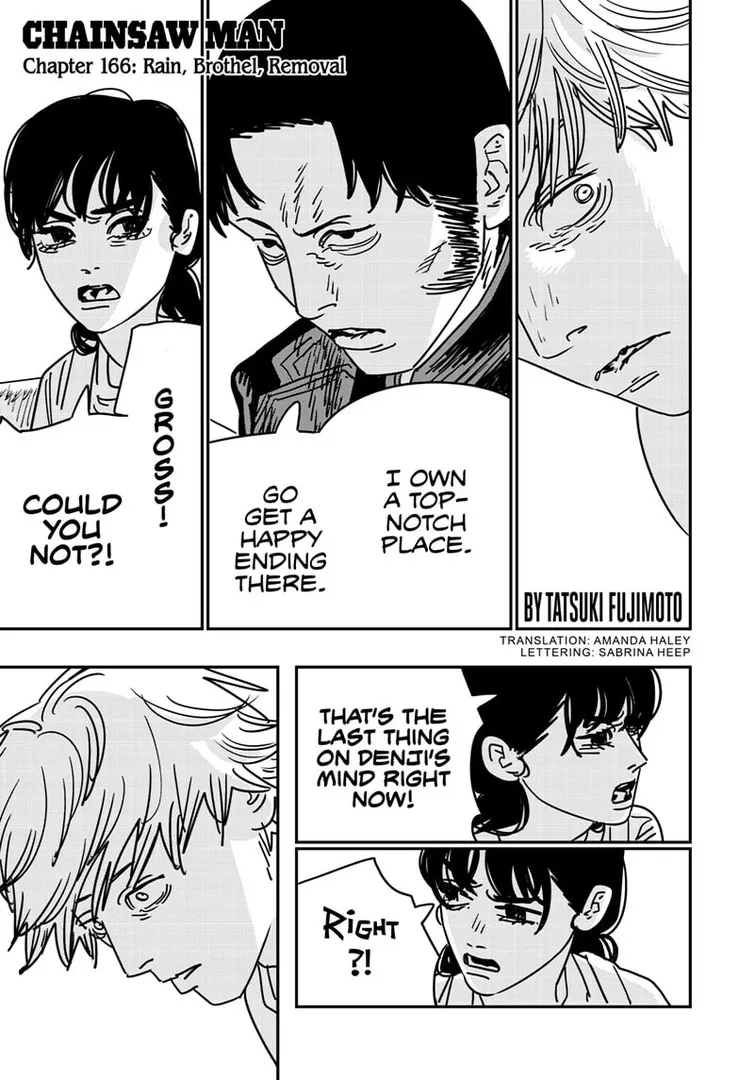 CHAINSAW MAN
Chapter 166: Rain, Brothel, Removal
I OWN
A TOP-
NOTCH
PLACE.
GO
GET A
HAPPY
ENDING
THERE.
GROSS!
COULD
YOU
NOT?!
BY TATSUKI FUJIMOTO
TRANSLATION: AMANDA HALEY
LETTERING: SABRINA HEEP
THAT'S THE
LAST THING
ON DENJI'S
MIND RIGHT
NOW!
RIGHT
?!